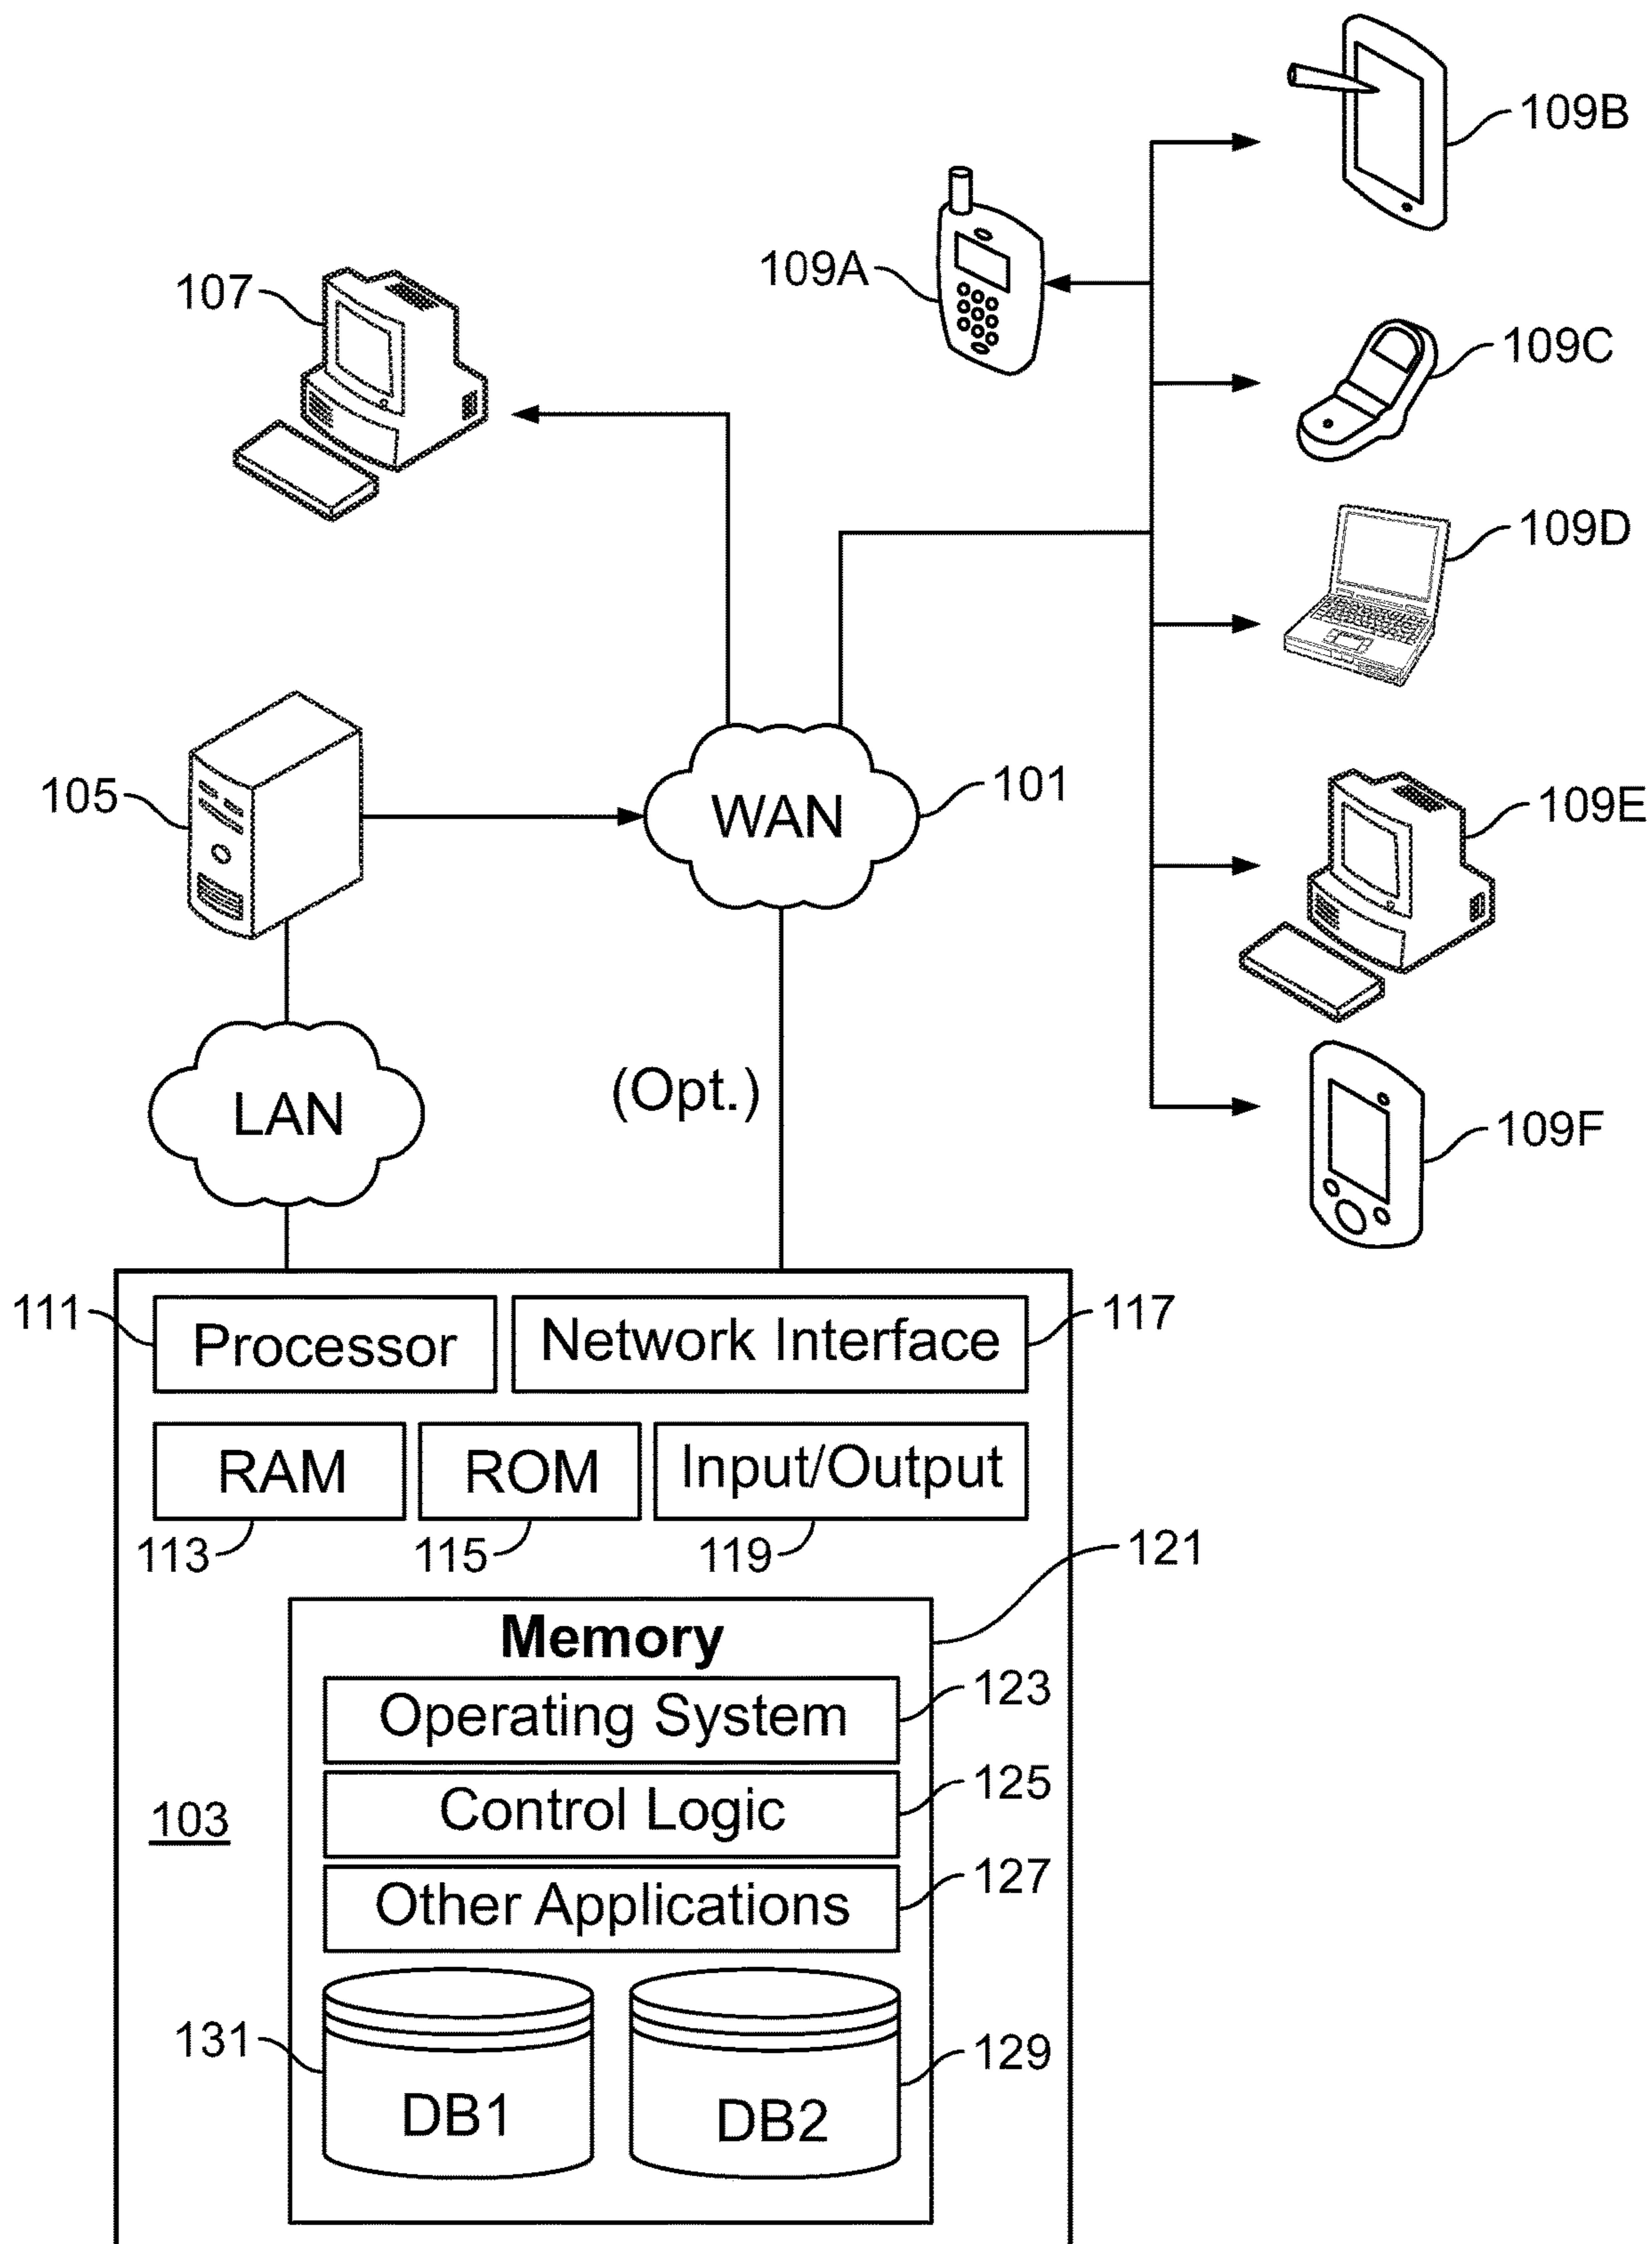 109B
109A
107
109C
109D
105
WAN
101
109E
LAN
(Opt.)
109F
111
Processor
Network Interface
117
RAM
ROM
Input/Output
113
115
119
121
Memory
Operating System
123
Control Logic
125
103
Other Applications
127
131
DB1
DB2
129